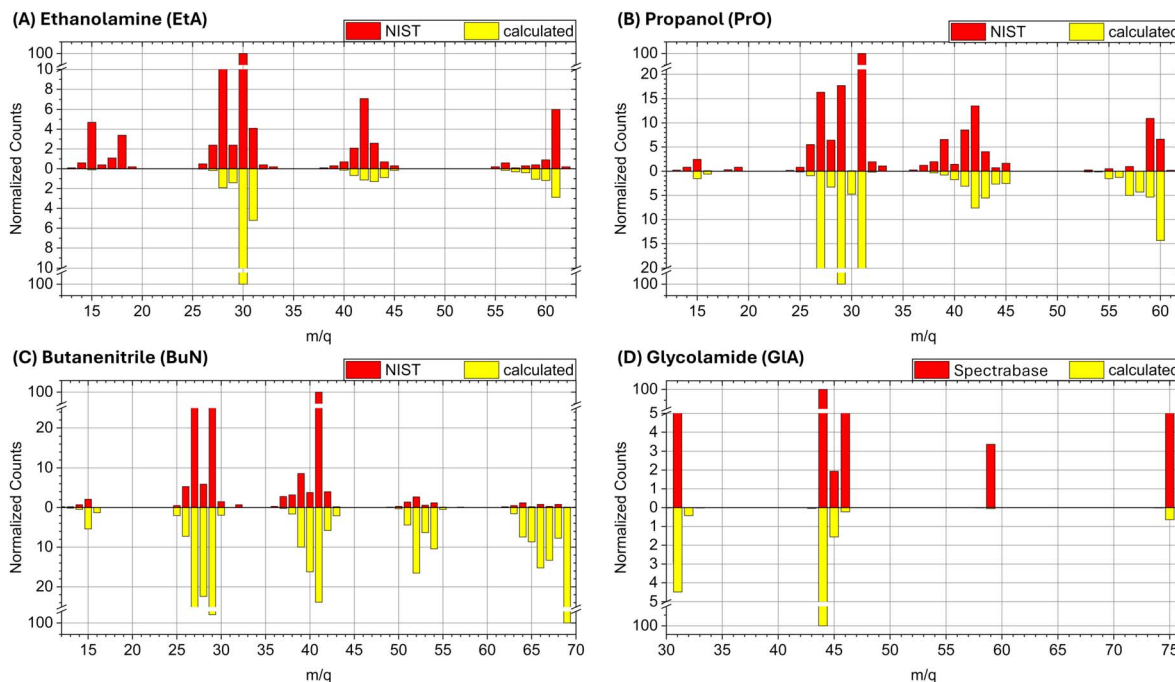 (A) Ethanolamine (EtA)
NIST calculated
100
10
8
6
4
2
0
2
4
6
8
10
100
Normalized Counts
15 20 25 30 35 40 45 50 55 60
m/q
(B) Propanol (PrO)
NIST calculated
100
20
15
10
5
0
5
10
15
20
100
Normalized Counts
15 20 25 30 35 40 45 50 55 60
m/q
(C) Butanenitrile (BuN)
NIST calculated
100
20
10
0
10
20
100
Normalized Counts
15 20 25 30 35 40 45 50 55 60 65 70
m/q
(D) Glycolamide (GlA)
Spectrabase calculated
100
5
4
3
2
1
0
1
2
3
4
5
100
Normalized Counts
30 35 40 45 50 55 60 65 70 75
m/q